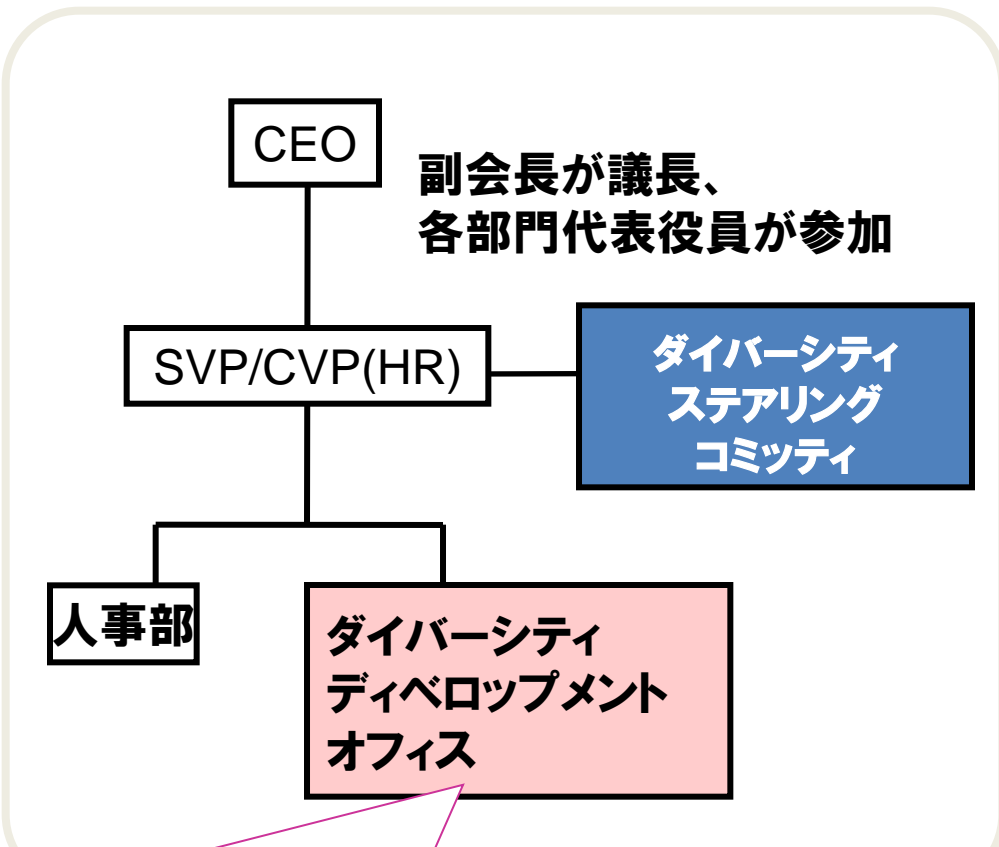 CEO
副会長が議長、
各部門代表役員が参加
SVP/CVP(HR)
ダイバーシティ
ステアリング
コミッティ
人事部
ダイバーシティ
ディベロップメント
オフィス